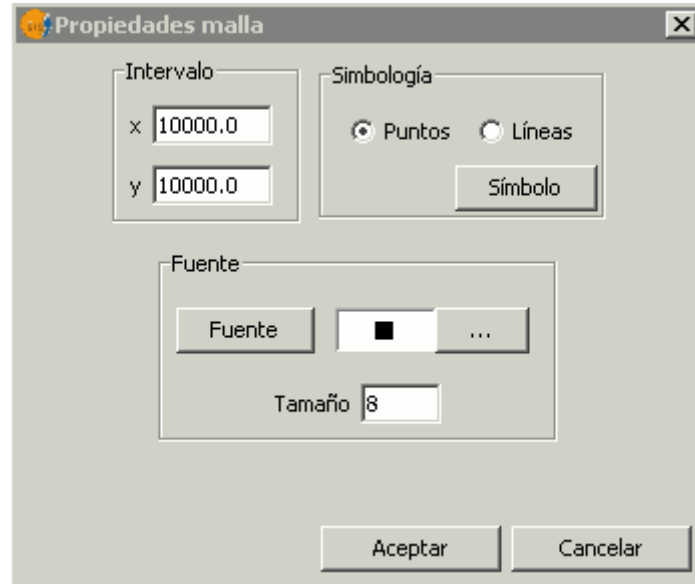 Propiedades malla
Intervalo
x 10000.0
y 10000.0
Simbología
Puntos Líneas
Símbolo
Fuente
Fuente ...
Tamaño 8
Aceptar Cancelar